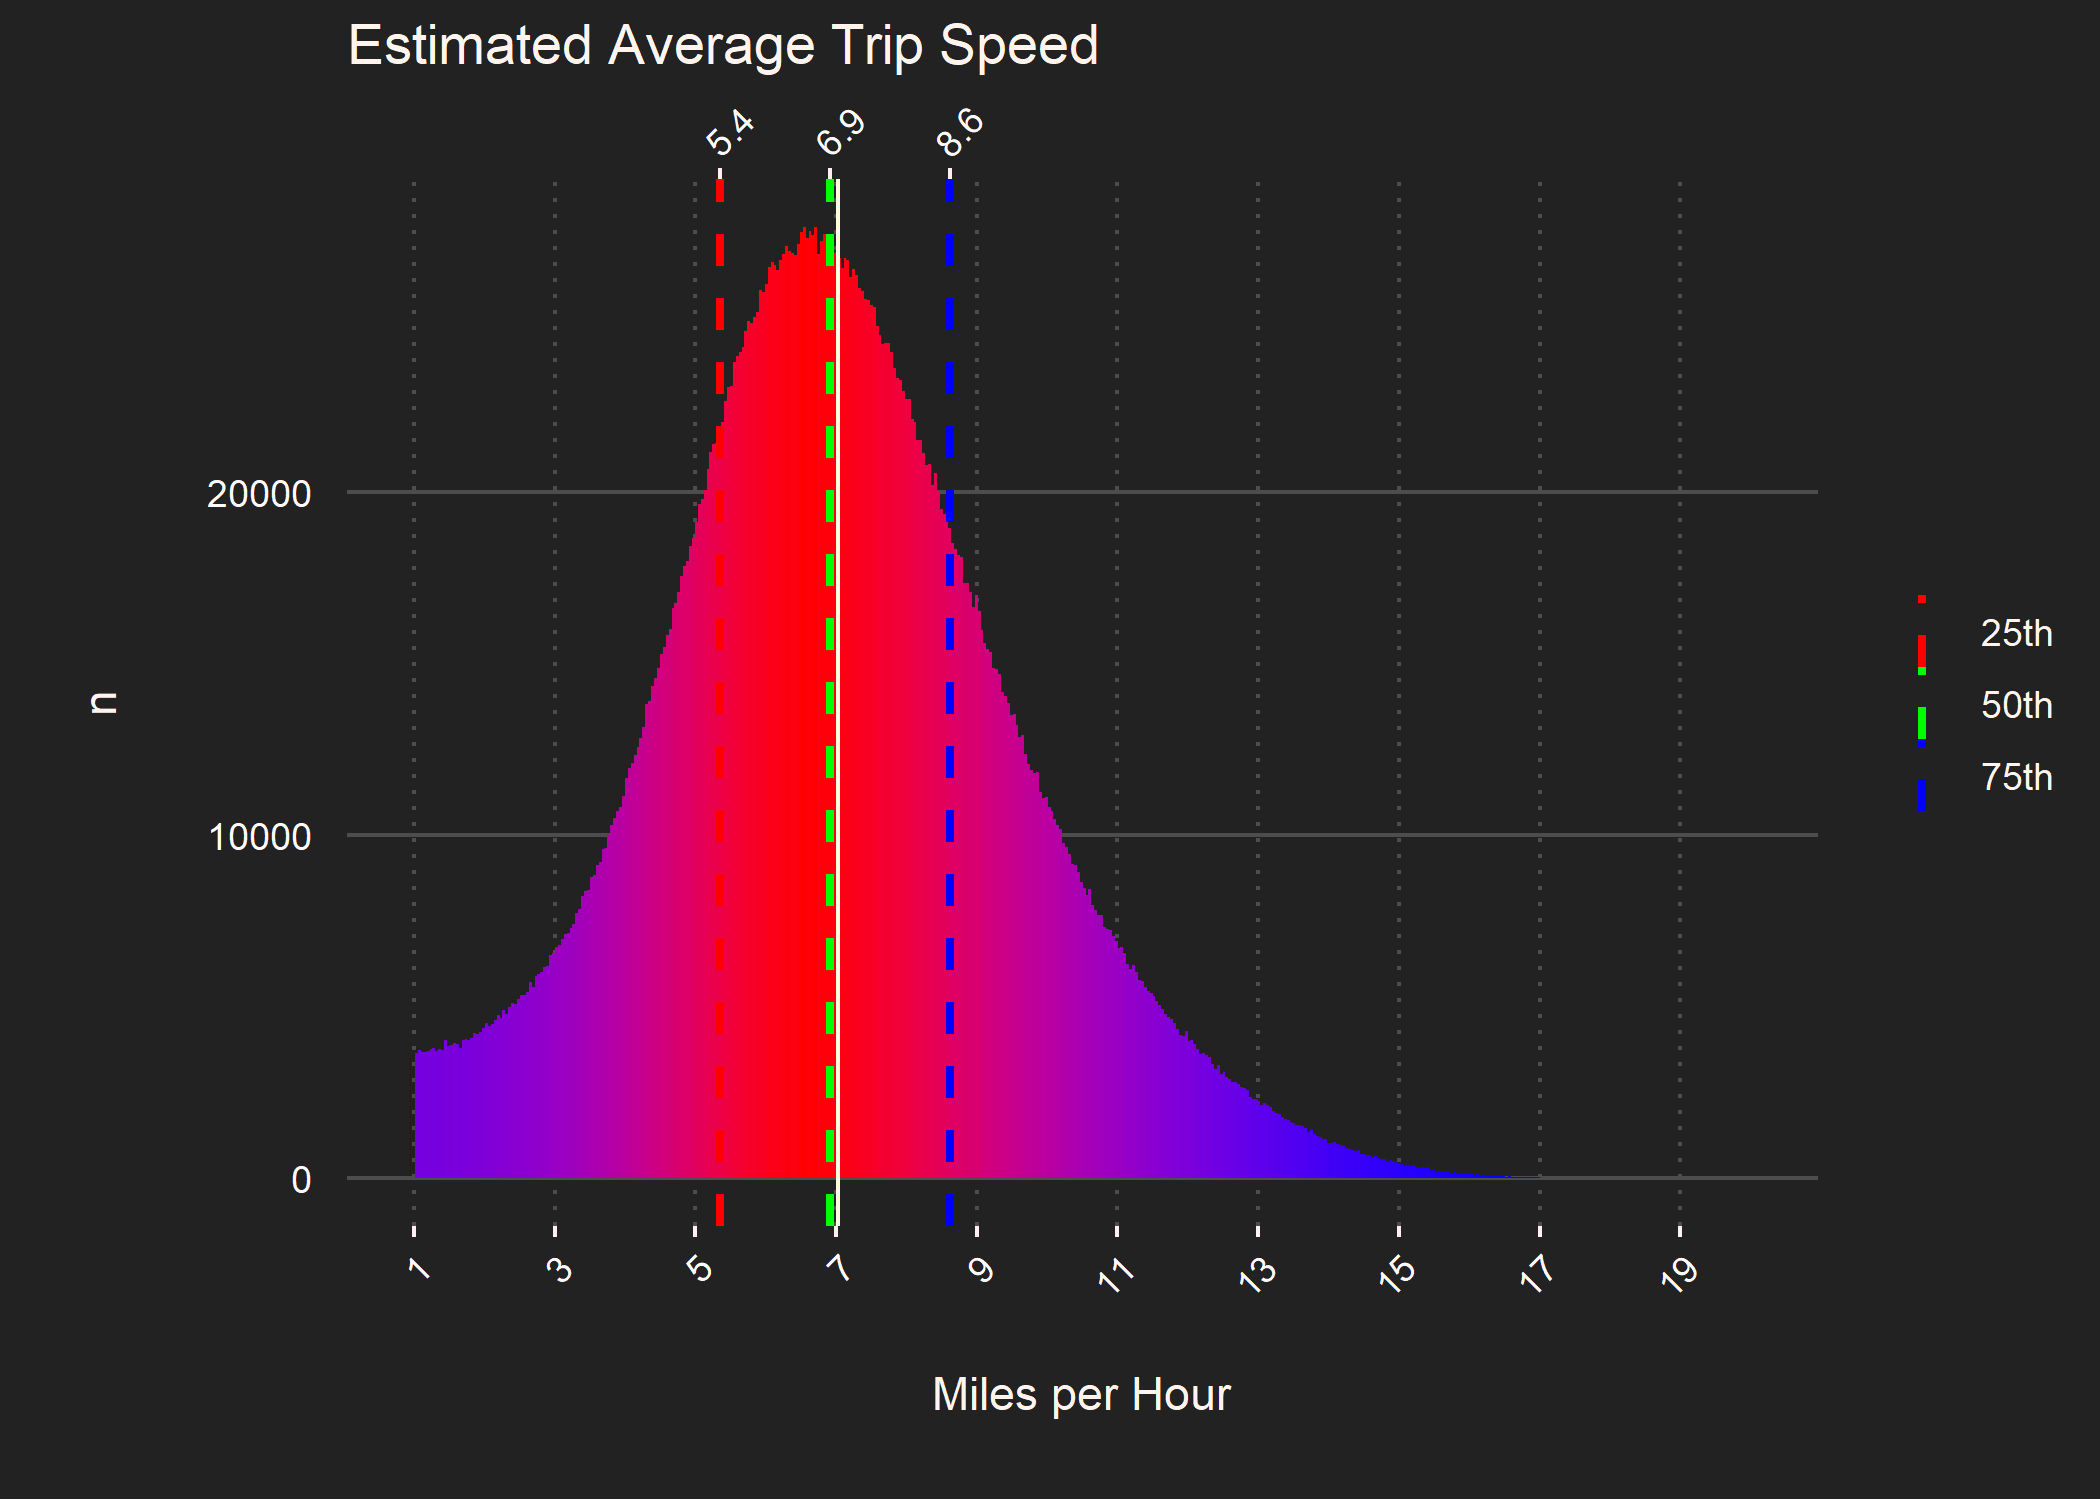 Estimated Average Trip Speed
5.4 6.9 8.6
20000
10000
0
n
25th
50th
75th
1 3 5 7 9 11 13 15 17 19
Miles per Hour